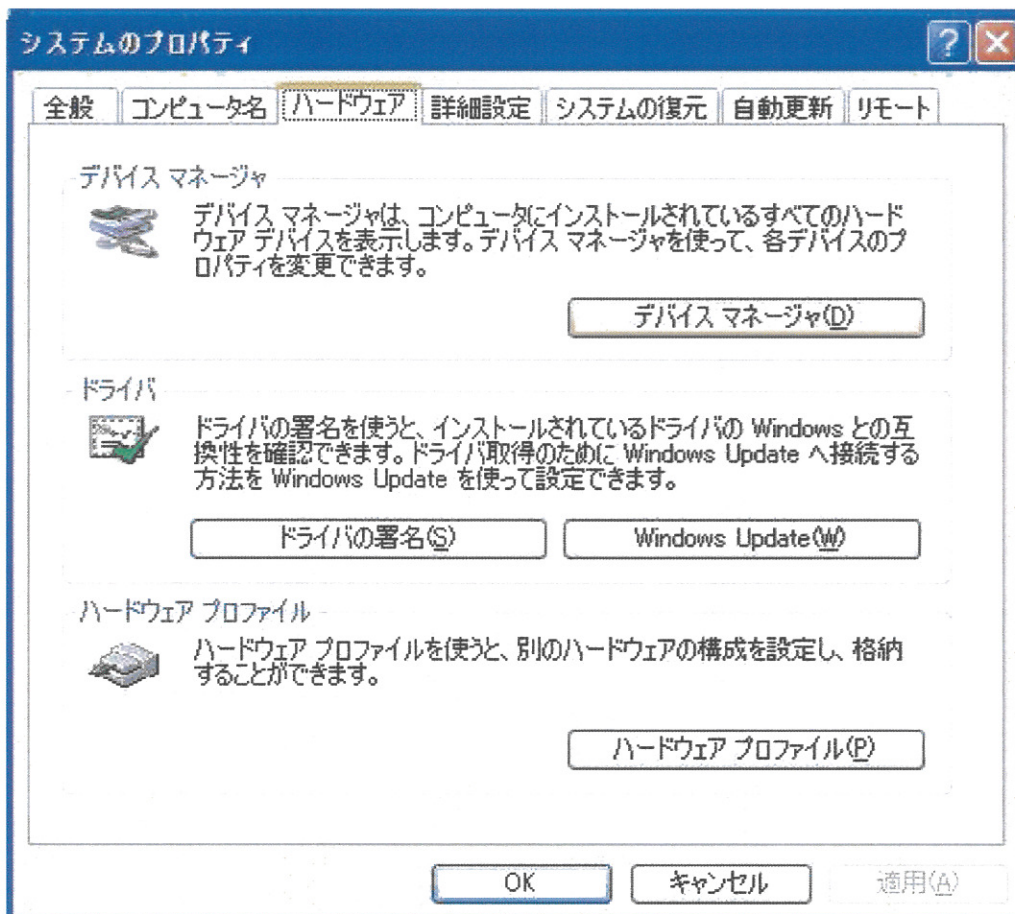 システムのプロパティ
全般 コンピュータ名 ハードウェア 詳細設定 システムの復元 自動更新 リモート
デバイス マネージャ
デバイス マネージャは、コンピュータにインストールされているすべてのハード
ウェア デバイスを表示します。デバイス マネージャを使って、各デバイスのプ
ロパティを変更できます。
デバイス マネージャ(D)
ドライバ
ドライバの署名を使うと、インストールされているドライバの Windows との互
換性を確認できます。ドライバ取得のために Windows Update へ接続する
方法を Windows Update を使って設定できます。
ドライバの署名(S) Windows Update(W)
ハードウェア プロファイル
ハードウェア プロファイルを使うと、別のハードウェアの構成を設定し、格納
することができます。
ハードウェア プロファイル(P)
OK キャンセル 適用(A)